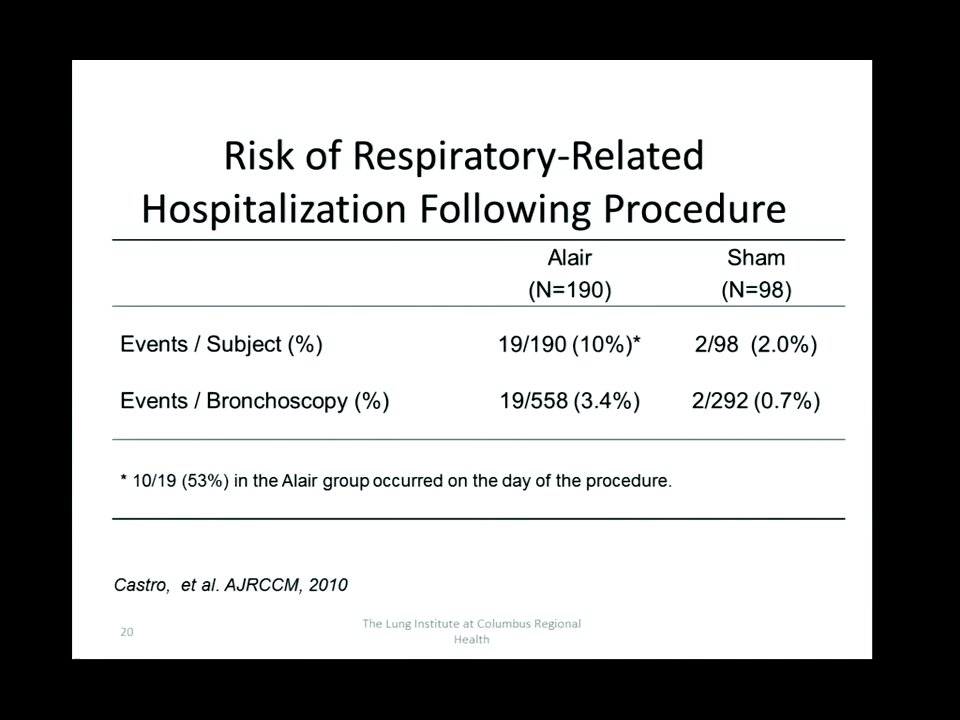 Risk of Respiratory-Related
Hospitalization Following Procedure
Alair Sham
(N=190) (N=98)
Events / Subject (%) 19/190 (10%)* 2/98 (2.0%)
Events / Bronchoscopy (%) 19/558 (3.4%) 2/292 (0.7%)
* 10/19 (53%) in the Alair group occurred on the day of the procedure.
Castro, et al. AJRCCM, 2010
20
The Lung Institute at Columbus Regional
Health